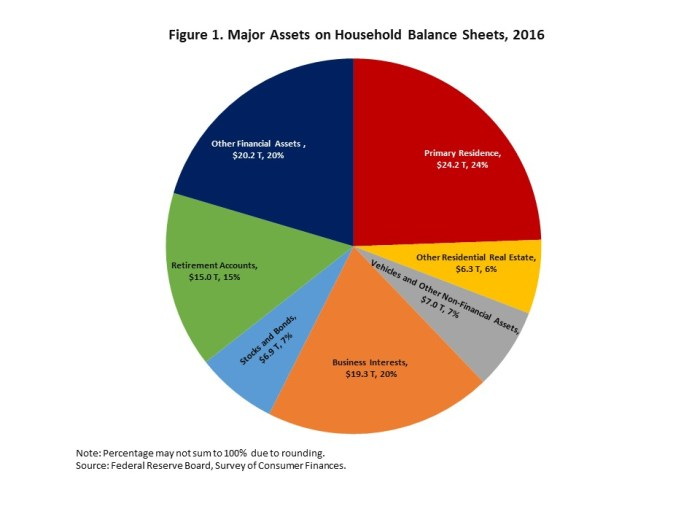 Figure 1. Major Assets on Household Balance Sheets, 2016
Other Financial Assets ,
$20.2 T, 20%
Primary Residence,
$24.2 T, 24%
Other Residential Real Estate,
$6.3 T, 6%
Vehicles and Other Non-Financial Assets,
$7.0 T, 7%
Retirement Accounts,
$15.0 T, 15%
Stocks and Bonds,
$6.9 T, 7%
Business Interests,
$19.3 T, 20%
Note: Percentage may not sum to 100% due to rounding.
Source: Federal Reserve Board, Survey of Consumer Finances.